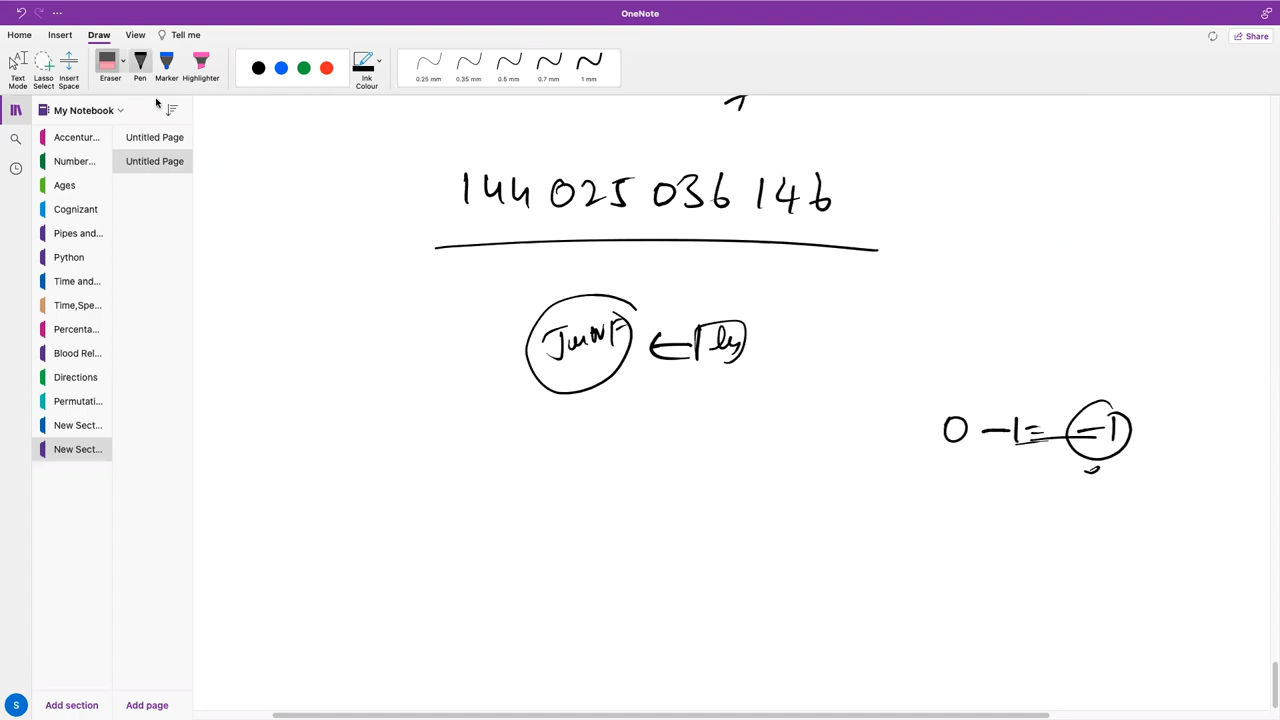 OneNote
Home Insert Draw View Tell me
Share
Text Mode
Lasso Select
Insert Space
Eraser
Pen
Marker
Highlighter
Ink Colour
0.25 mm 0.35 mm 0.5 mm 0.7 mm 1 mm
My Notebook
Accentur...
Number...
Ages
Cognizant
Pipes and...
Python
Time and...
Time,Spe...
Percenta...
Blood Rel...
Directions
Permutati...
New Sect...
New Sect...
Untitled Page
Untitled Page
144 025 036 146
0 - 1 = -1
S
Add section
Add page